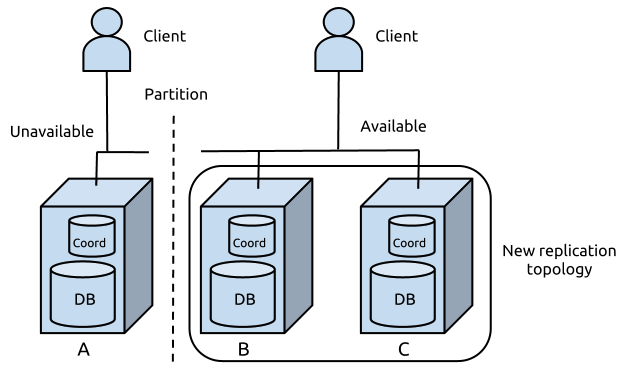 Client
Client
Partition
Unavailable
Available
Coord
Coord
Coord
New replication
topology
DB
DB
DB
A
B
C